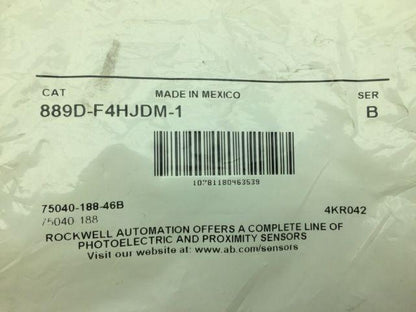 CAT MADE IN MEXICO SER
889D-F4HJDM-1 B
10781180463539
75040-188-46B 4KR042
75040-188
ROCKWELL AUTOMATION OFFERS A COMPLETE LINE OF
PHOTOELECTRIC AND PROXIMITY SENSORS
Visit our website at: www.ab.com/sensors